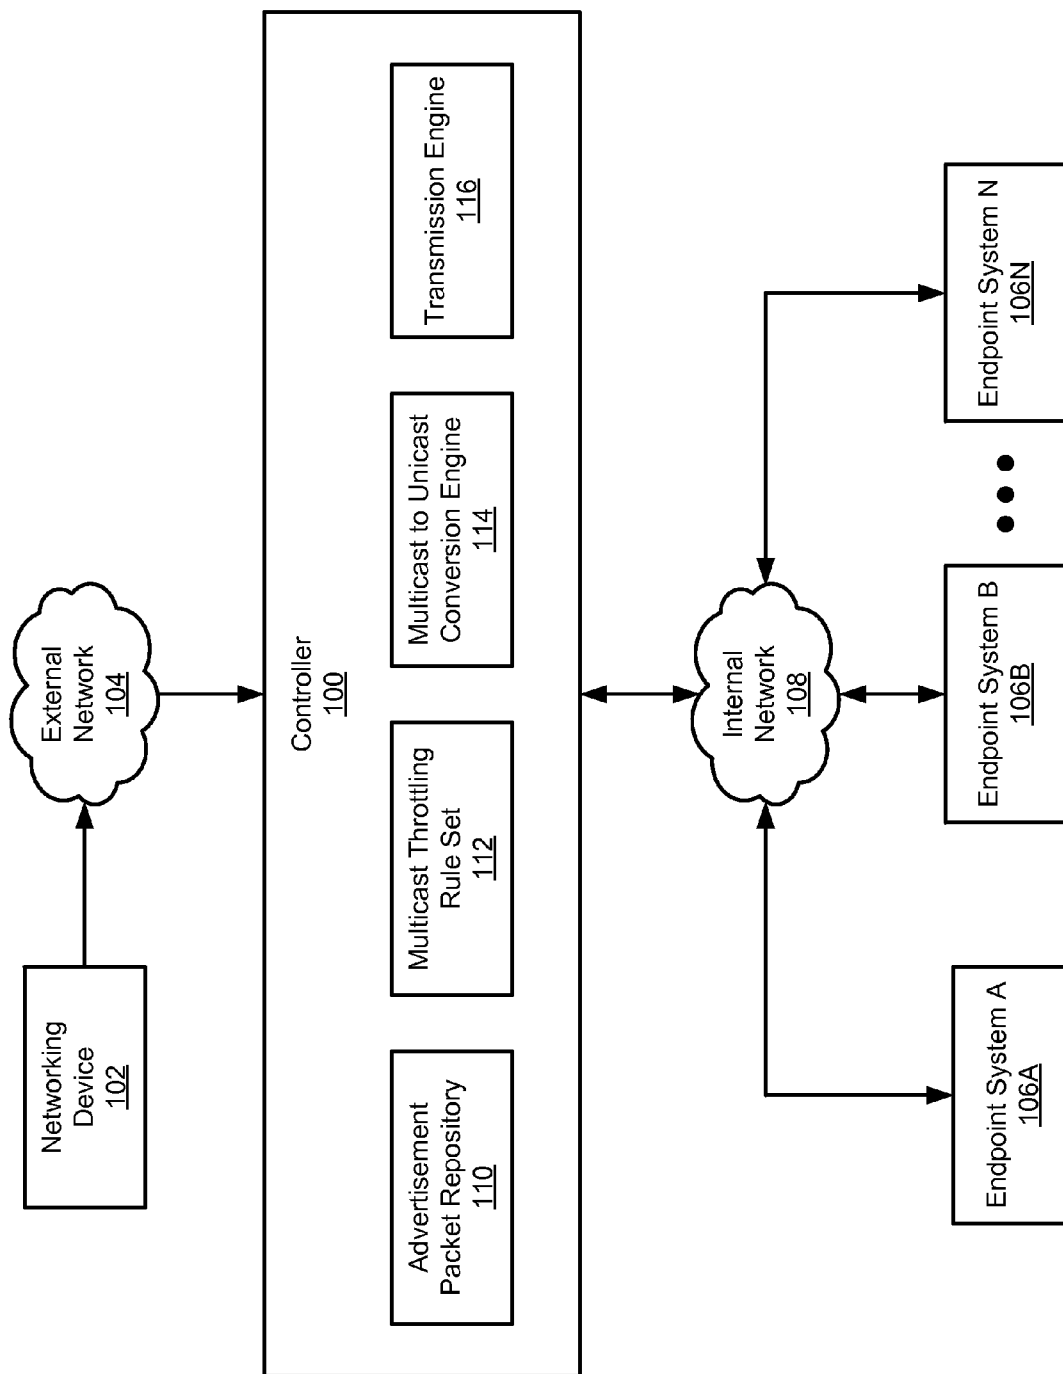 Networking
Device
102
External
Network
104
Controller
100
Advertisement
Packet Repository
110
Multicast Throttling
Rule Set
112
Multicast to Unicast
Conversion Engine
114
Transmission Engine
116
Internal
Network
108
Endpoint System A
106A
Endpoint System B
106B
Endpoint System N
106N